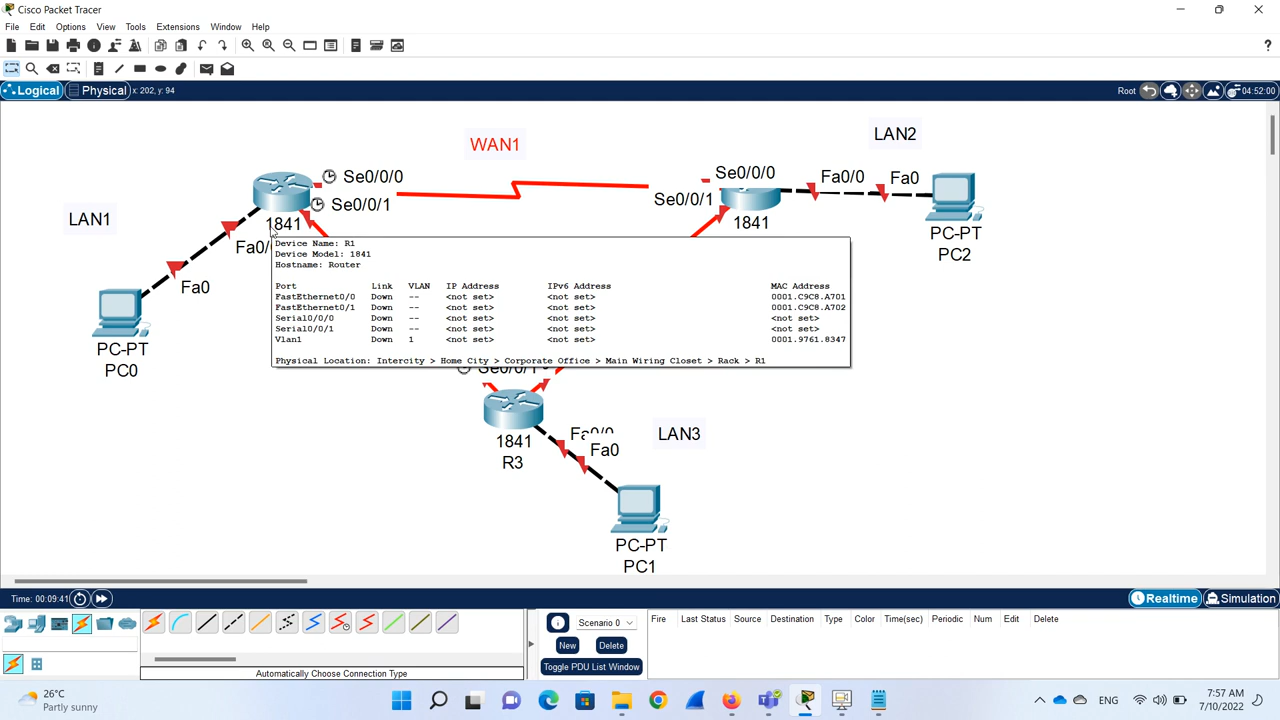 Cisco Packet Tracer
File Edit Options View Tools Extensions Window Help
Logical Physical x: 202, y: 94
Root 04:52:00
WAN1
LAN2
Se0/0/0
Se0/0/0 Fa0/0 Fa0
Se0/0/1
Se0/0/1
LAN1
1841
1841
PC-PT
PC2
Fa0/
Fa0
Device Name: R1
Device Model: 1841
Hostname: Router
Port Link VLAN IP Address IPv6 Address MAC Address
FastEthernet0/0 Down -- <not set> <not set> 0001.C9C8.A701
FastEthernet0/1 Down -- <not set> <not set> 0001.C9C8.A702
Serial0/0/0 Down -- <not set> <not set> <not set>
Serial0/0/1 Down -- <not set> <not set> <not set>
Vlan1 Down 1 <not set> <not set> 0001.9761.8347
Physical Location: Intercity > Home City > Corporate Office > Main Wiring Closet > Rack > R1
PC-PT
PC0
Se0/0/1
1841
R3
Fa0/0
Fa0
LAN3
PC-PT
PC1
Time: 00:09:41
Realtime Simulation
Scenario 0
New Delete
Toggle PDU List Window
Fire Last Status Source Destination Type Color Time(sec) Periodic Num Edit Delete
Automatically Choose Connection Type
26°C
Partly sunny
ENG
7:57 AM
7/10/2022